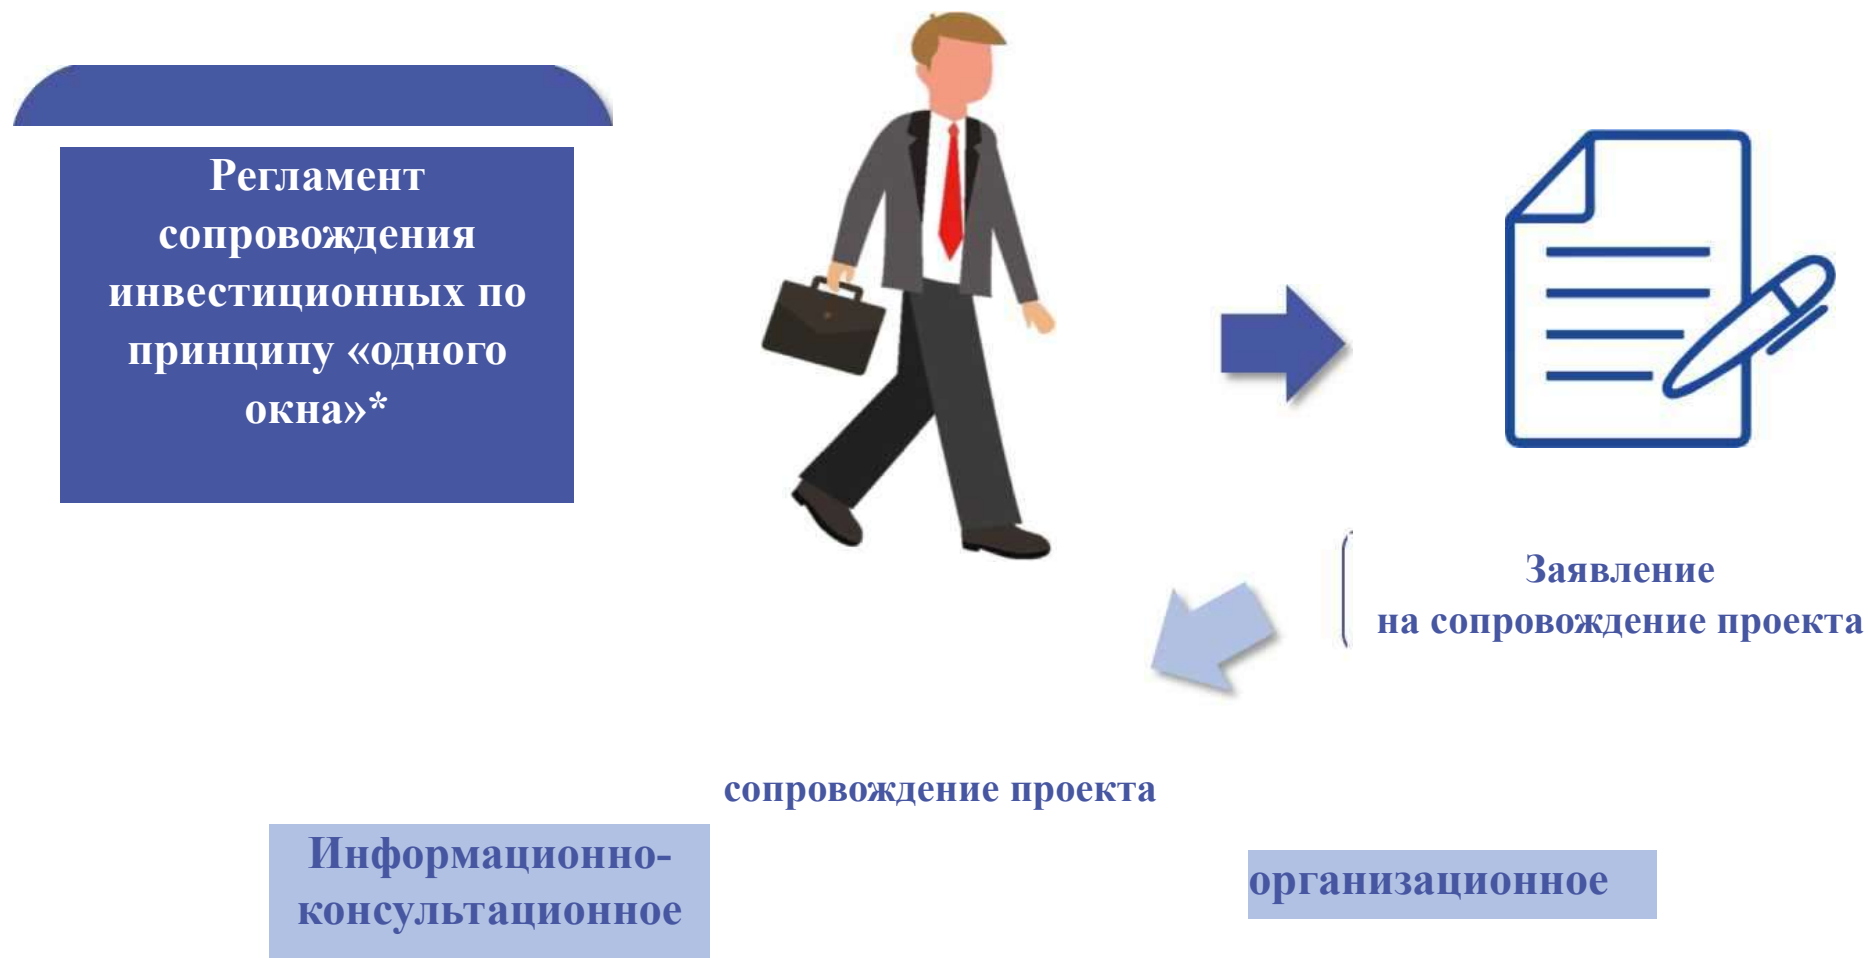 Регламент
сопровождения
инвестиционных по
принципу «одного
окна»*
Заявление
на сопровождение проекта
сопровождение проекта
Информационно-
консультационное
организационное